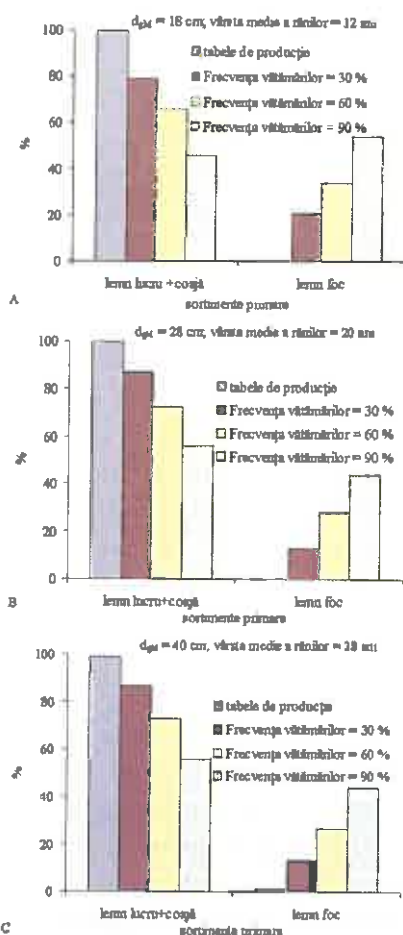 d_gM = 18 cm, vârsta medie a rănilor = 12 ani
100
80
60
40
20
0
%
tabele de producție
Frecvența vătămărilor = 30 %
Frecvența vătămărilor = 60 %
Frecvența vătămărilor = 90 %
lemn lucru +coajă
lemn foc
sortimente primare
A
d_gM = 28 cm, vârsta medie a rănilor = 20 ani
100
80
60
40
20
0
%
tabele de producție
Frecvența vătămărilor = 30 %
Frecvența vătămărilor = 60 %
Frecvența vătămărilor = 90 %
lemn lucru+coajă
lemn foc
sortimente primare
B
d_gM = 40 cm, vârsta medie a rănilor = 28 ani
100
80
60
40
20
0
%
tabele de producție
Frecvența vătămărilor = 30 %
Frecvența vătămărilor = 60 %
Frecvența vătămărilor = 90 %
lemn lucru+coajă
lemn foc
sortimente primare
C